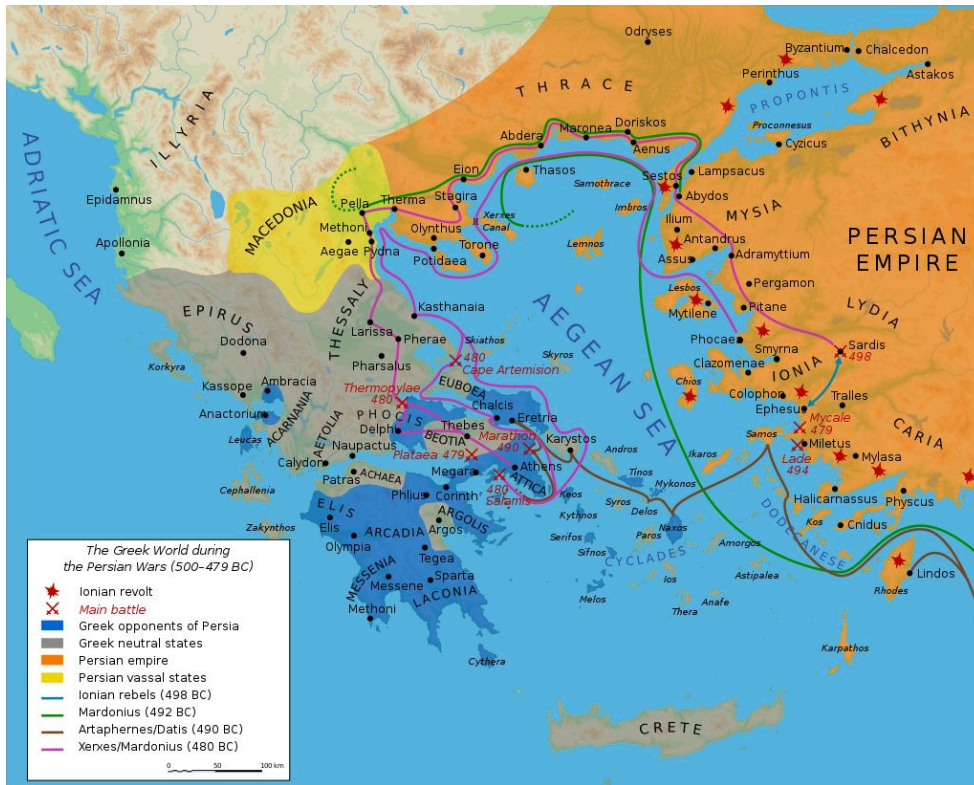 Odryses
Byzantium
Chalcedon
Perinthus
Astakos
THRACE
PROPONTIS
BITHYNIA
ILLYRIA
ADRIATIC SEA
Doriskos
Maronea
Abdera
Aenus
Proconnesus
Cyzicus
Eion
Thasos
Samothrace
Sestos
Lampsacus
Epidamnus
Stagira
Imbros
Abydos
Pella
Therma
Xerxes
Canal
MACEDONIA
Methoni
Olynthus
Ilium
MYSIA
Apollonia
Aegae
Pydna
Torone
Lemnos
Antandrus
PERSIAN
EMPIRE
Potidaea
Assus
Adramyttium
Pergamon
Lesbos
Kasthanaia
AEGEAN SEA
Mytilene
Pitane
LYDIA
EPIRUS
THESSALY
Larissa
Pherae
Skiathos
Phocaea
Sardis
498
Dodona
Pharsalus
480
Cape Artemision
Skyros
Smyrna
Korkyra
Clazomenae
IONIA
Kassope
Ambracia
Thermopylae
480
EUBOEA
Chios
Colophon
Tralles
Anactorium
ACARNANIA
PHOCIS
Chalcis
Eretria
Ephesus
Mycale
479
Leucas
AETOLIA
Delphi
Thebes
BEOTIA
Marathon
490
Karystos
Samos
CARIA
Naupactus
Plataea 479
Andros
Ikaros
Miletus
Mylasa
Lade
494
Calydon
Megara
Athens
Tinos
Patras
ACHAEA
ATTICA
Mykonos
Cephallenia
Phlius
Corinth
480
Salamis
Keos
Syros
Delos
Halicarnassus
Physcus
ELIS
Kythnos
Naxos
DODECANESE
Kos
Zakynthos
Elis
ARGOLIS
Argos
Serifos
Paros
Cnidus
ARCADIA
Olympia
Sifnos
CYCLADES
Amorgos
Tegea
Ios
Astipalea
Lindos
MESSENIA
Messene
Sparta
Rhodes
LACONIA
Melos
Thera
Anafe
Methoni
Karpathos
Cythera
CRETE
The Greek World during
the Persian Wars (500–479 BC)
Ionian revolt
Main battle
Greek opponents of Persia
Greek neutral states
Persian empire
Persian vassal states
Ionian rebels (498 BC)
Mardonius (492 BC)
Artaphernes/Datis (490 BC)
Xerxes/Mardonius (480 BC)
0 50 100 km